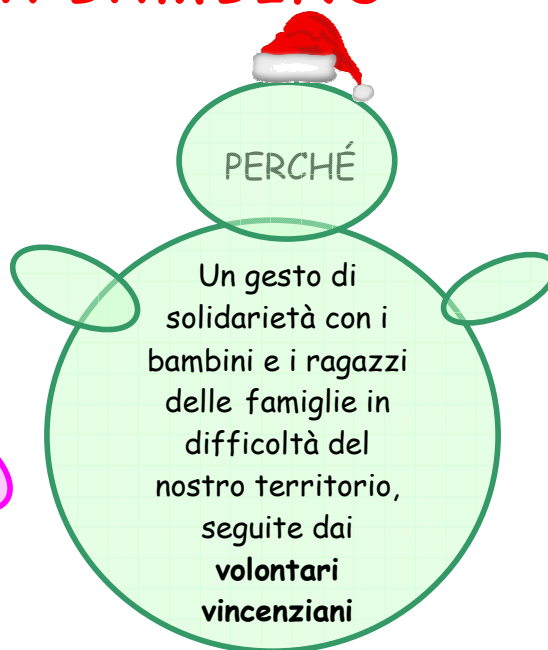 BAMBINO
PERCHÉ
Un gesto di
solidarietà con i
bambini e i ragazzi
delle famiglie in
difficoltà del
nostro territorio,
seguite dai
volontari
vincenziani